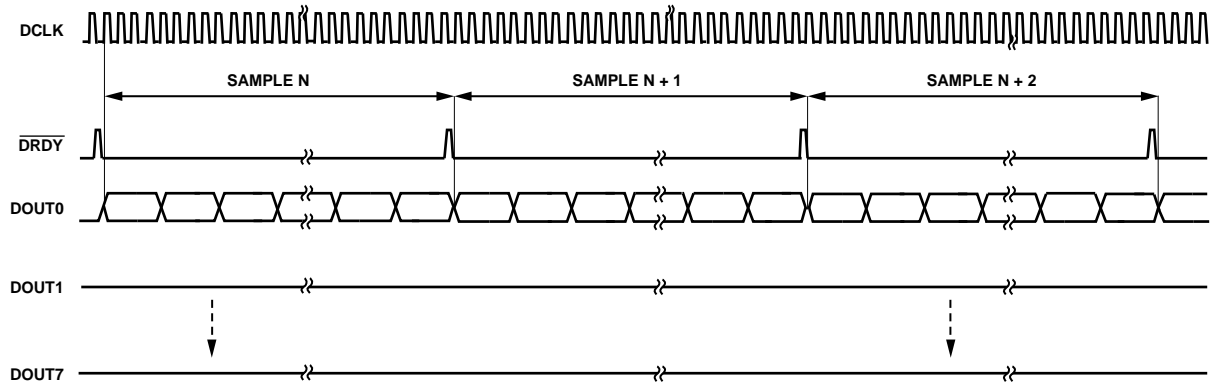 DCLK
SAMPLE N
SAMPLE N + 1
SAMPLE N + 2
DRDY
DOUT0
DOUT1
DOUT7